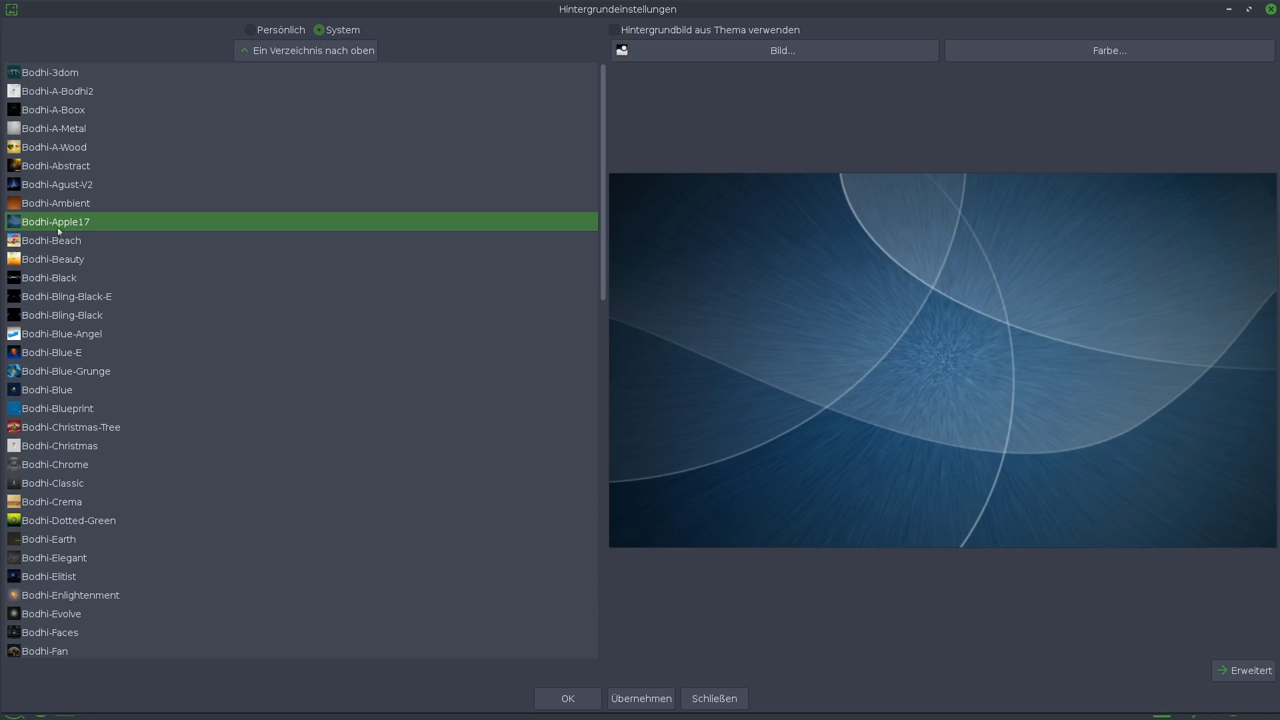 Hintergrundeinstellungen
Persönlich
System
Ein Verzeichnis nach oben
Bodhi-3dom
Bodhi-A-Bodhi2
Bodhi-A-Boox
Bodhi-A-Metal
Bodhi-A-Wood
Bodhi-Abstract
Bodhi-Agust-V2
Bodhi-Ambient
Bodhi-Apple17
Bodhi-Beach
Bodhi-Beauty
Bodhi-Black
Bodhi-Bling-Black-E
Bodhi-Bling-Black
Bodhi-Blue-Angel
Bodhi-Blue-E
Bodhi-Blue-Grunge
Bodhi-Blue
Bodhi-Blueprint
Bodhi-Christmas-Tree
Bodhi-Christmas
Bodhi-Chrome
Bodhi-Classic
Bodhi-Crema
Bodhi-Dotted-Green
Bodhi-Earth
Bodhi-Elegant
Bodhi-Elitist
Bodhi-Enlightenment
Bodhi-Evolve
Bodhi-Faces
Bodhi-Fan
Hintergrundbild aus Thema verwenden
Bild...
Farbe...
Erweitert
OK
Übernehmen
Schließen